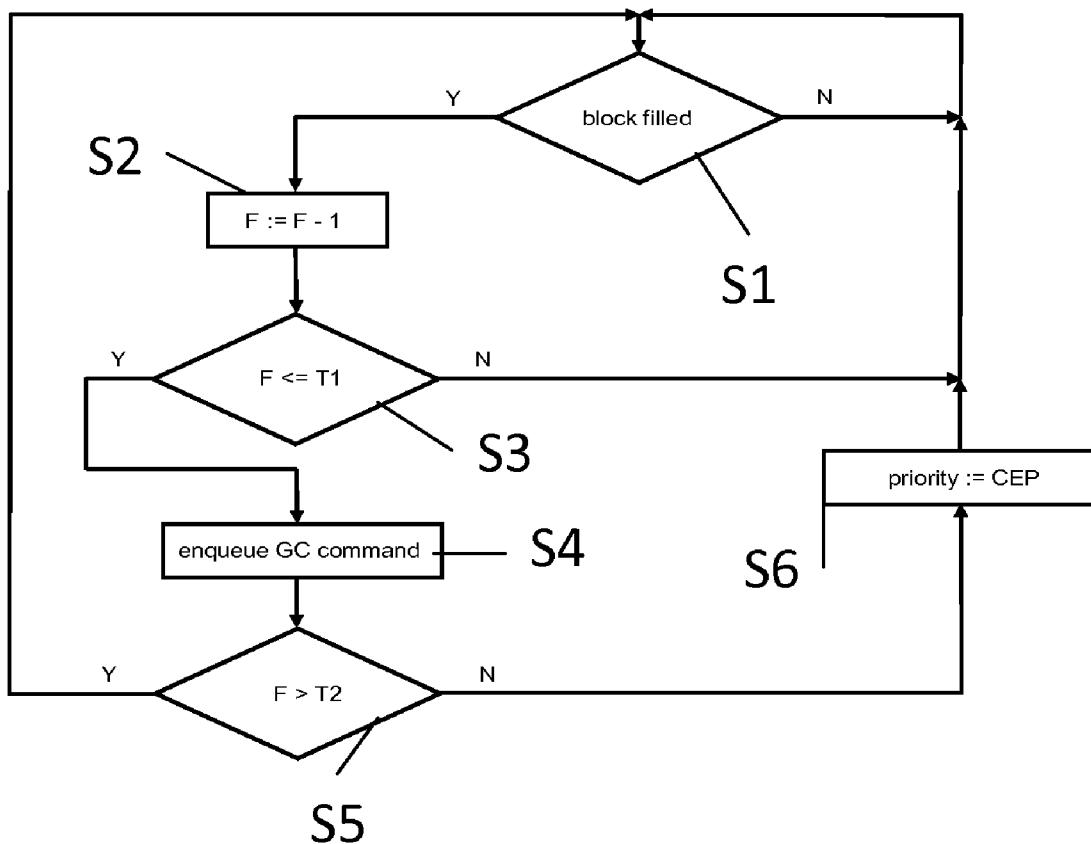 Y
N
block filled
S2
F := F - 1
S1
Y
N
F <= T1
S3
priority := CEP
enqueue GC command
S4
S6
Y
N
F > T2
S5